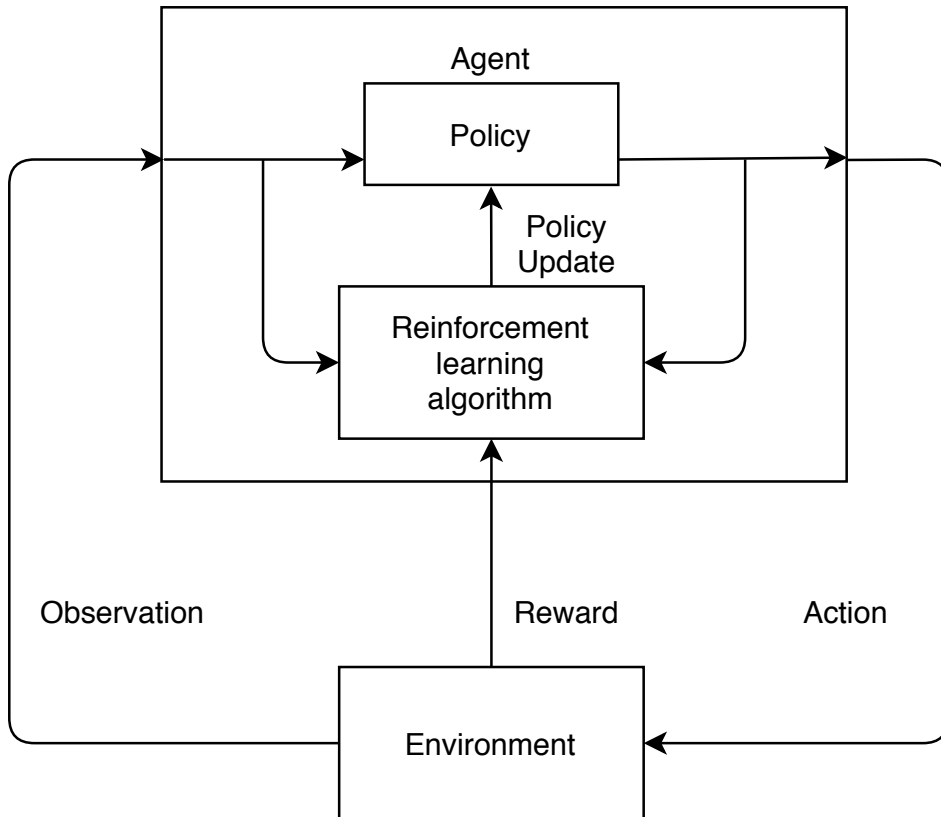 Agent
Policy
Policy
Update
Reinforcement
learning
algorithm
Observation
Reward
Action
Environment